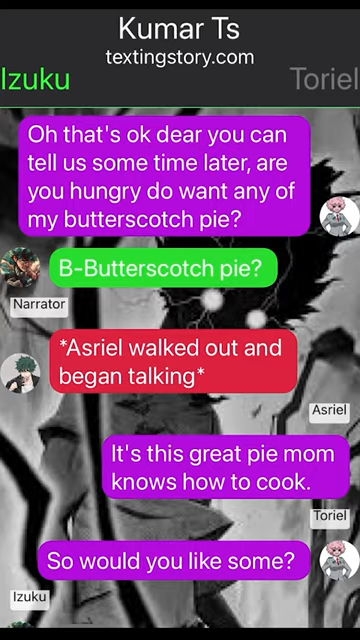 Kumar Ts
textingstory.com
Izuku Toriel
Oh that's ok dear you can
tell us some time later, are
you hungry do want any of
my butterscotch pie?
B-Butterscotch pie?
Narrator
*Asriel walked out and
began talking*
Asriel
It's this great pie mom
knows how to cook.
Toriel
So would you like some?
Izuku